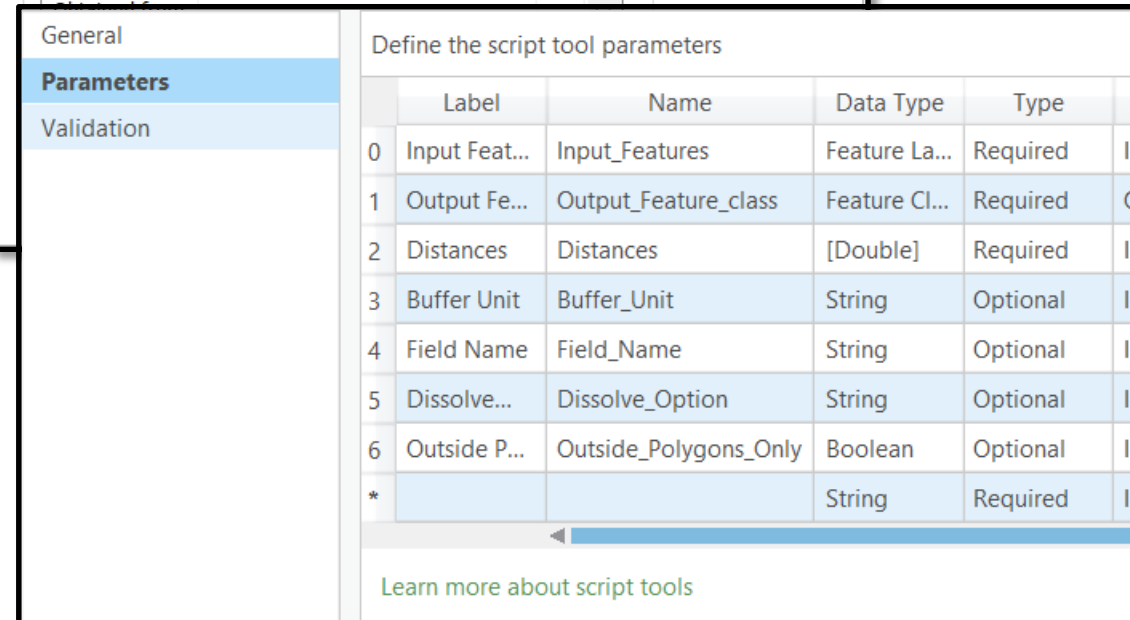 General
Parameters
Validation
Define the script tool parameters
Label Name Data Type Type
0 Input Feat... Input_Features Feature La... Required
1 Output Fe... Output_Feature_class Feature Cl... Required
2 Distances Distances [Double] Required
3 Buffer Unit Buffer_Unit String Optional
4 Field Name Field_Name String Optional
5 Dissolve... Dissolve_Option String Optional
6 Outside P... Outside_Polygons_Only Boolean Optional
* String Required
Learn more about script tools